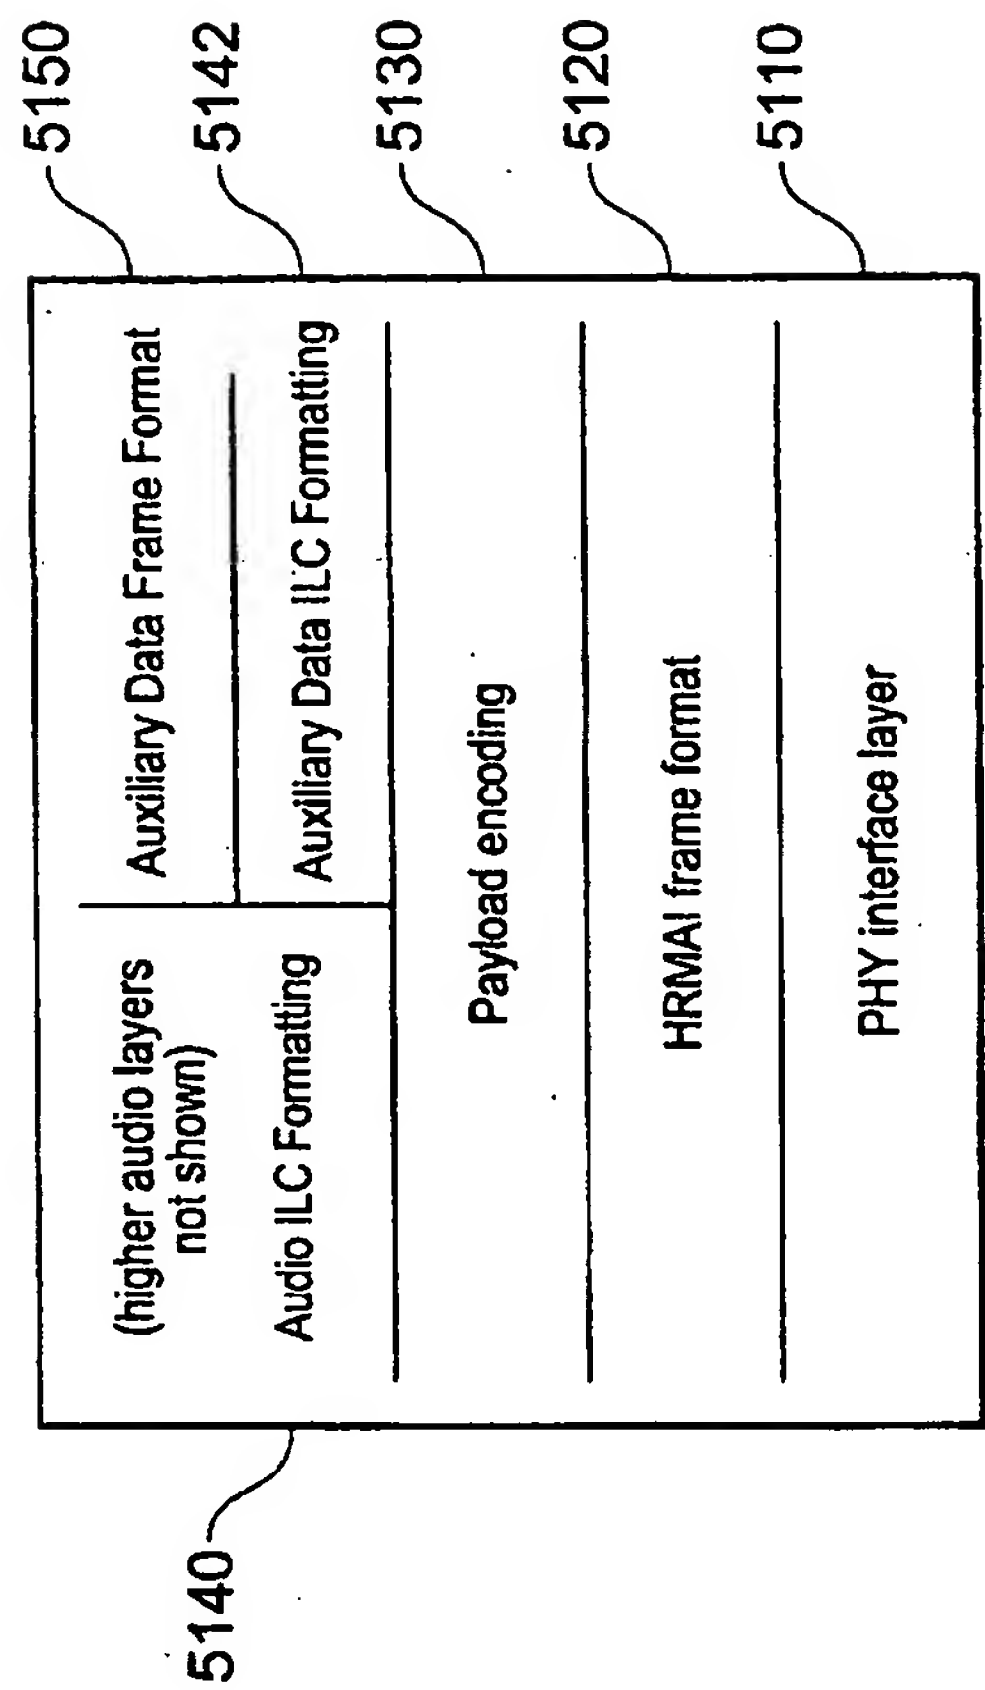 (higher audio layers
not shown)
Audio ILC Formatting
Auxiliary Data Frame Format
Auxiliary Data ILC Formatting
Payload encoding
HRMAI frame format
PHY interface layer
5140
5150
5142
5130
5120
5110